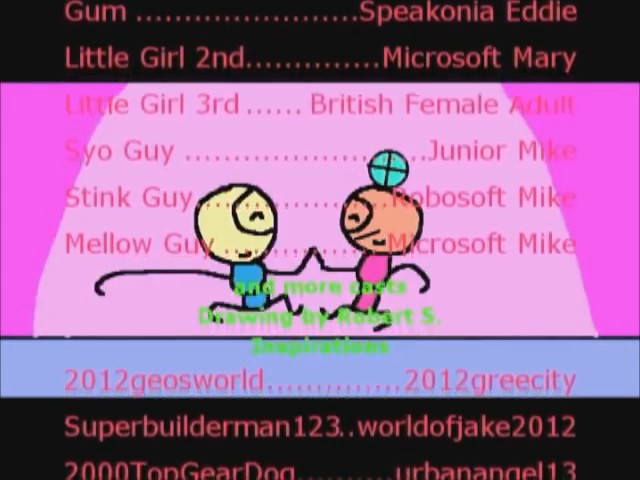 Gum .......................Speakonia Eddie
Little Girl 2nd..............Microsoft Mary
Little Girl 3rd ...... British Female Adult
Syo Guy ..........................Junior Mike
Stink Guy....................Robosoft Mike
Mellow Guy .................Microsoft Mike
and more casts
Drawing by Robert S.
Inspirations
2012geosworld..............2012greecity
Superbuilderman123..worldofjake2012
2000TopGearDog..........urbanangel13